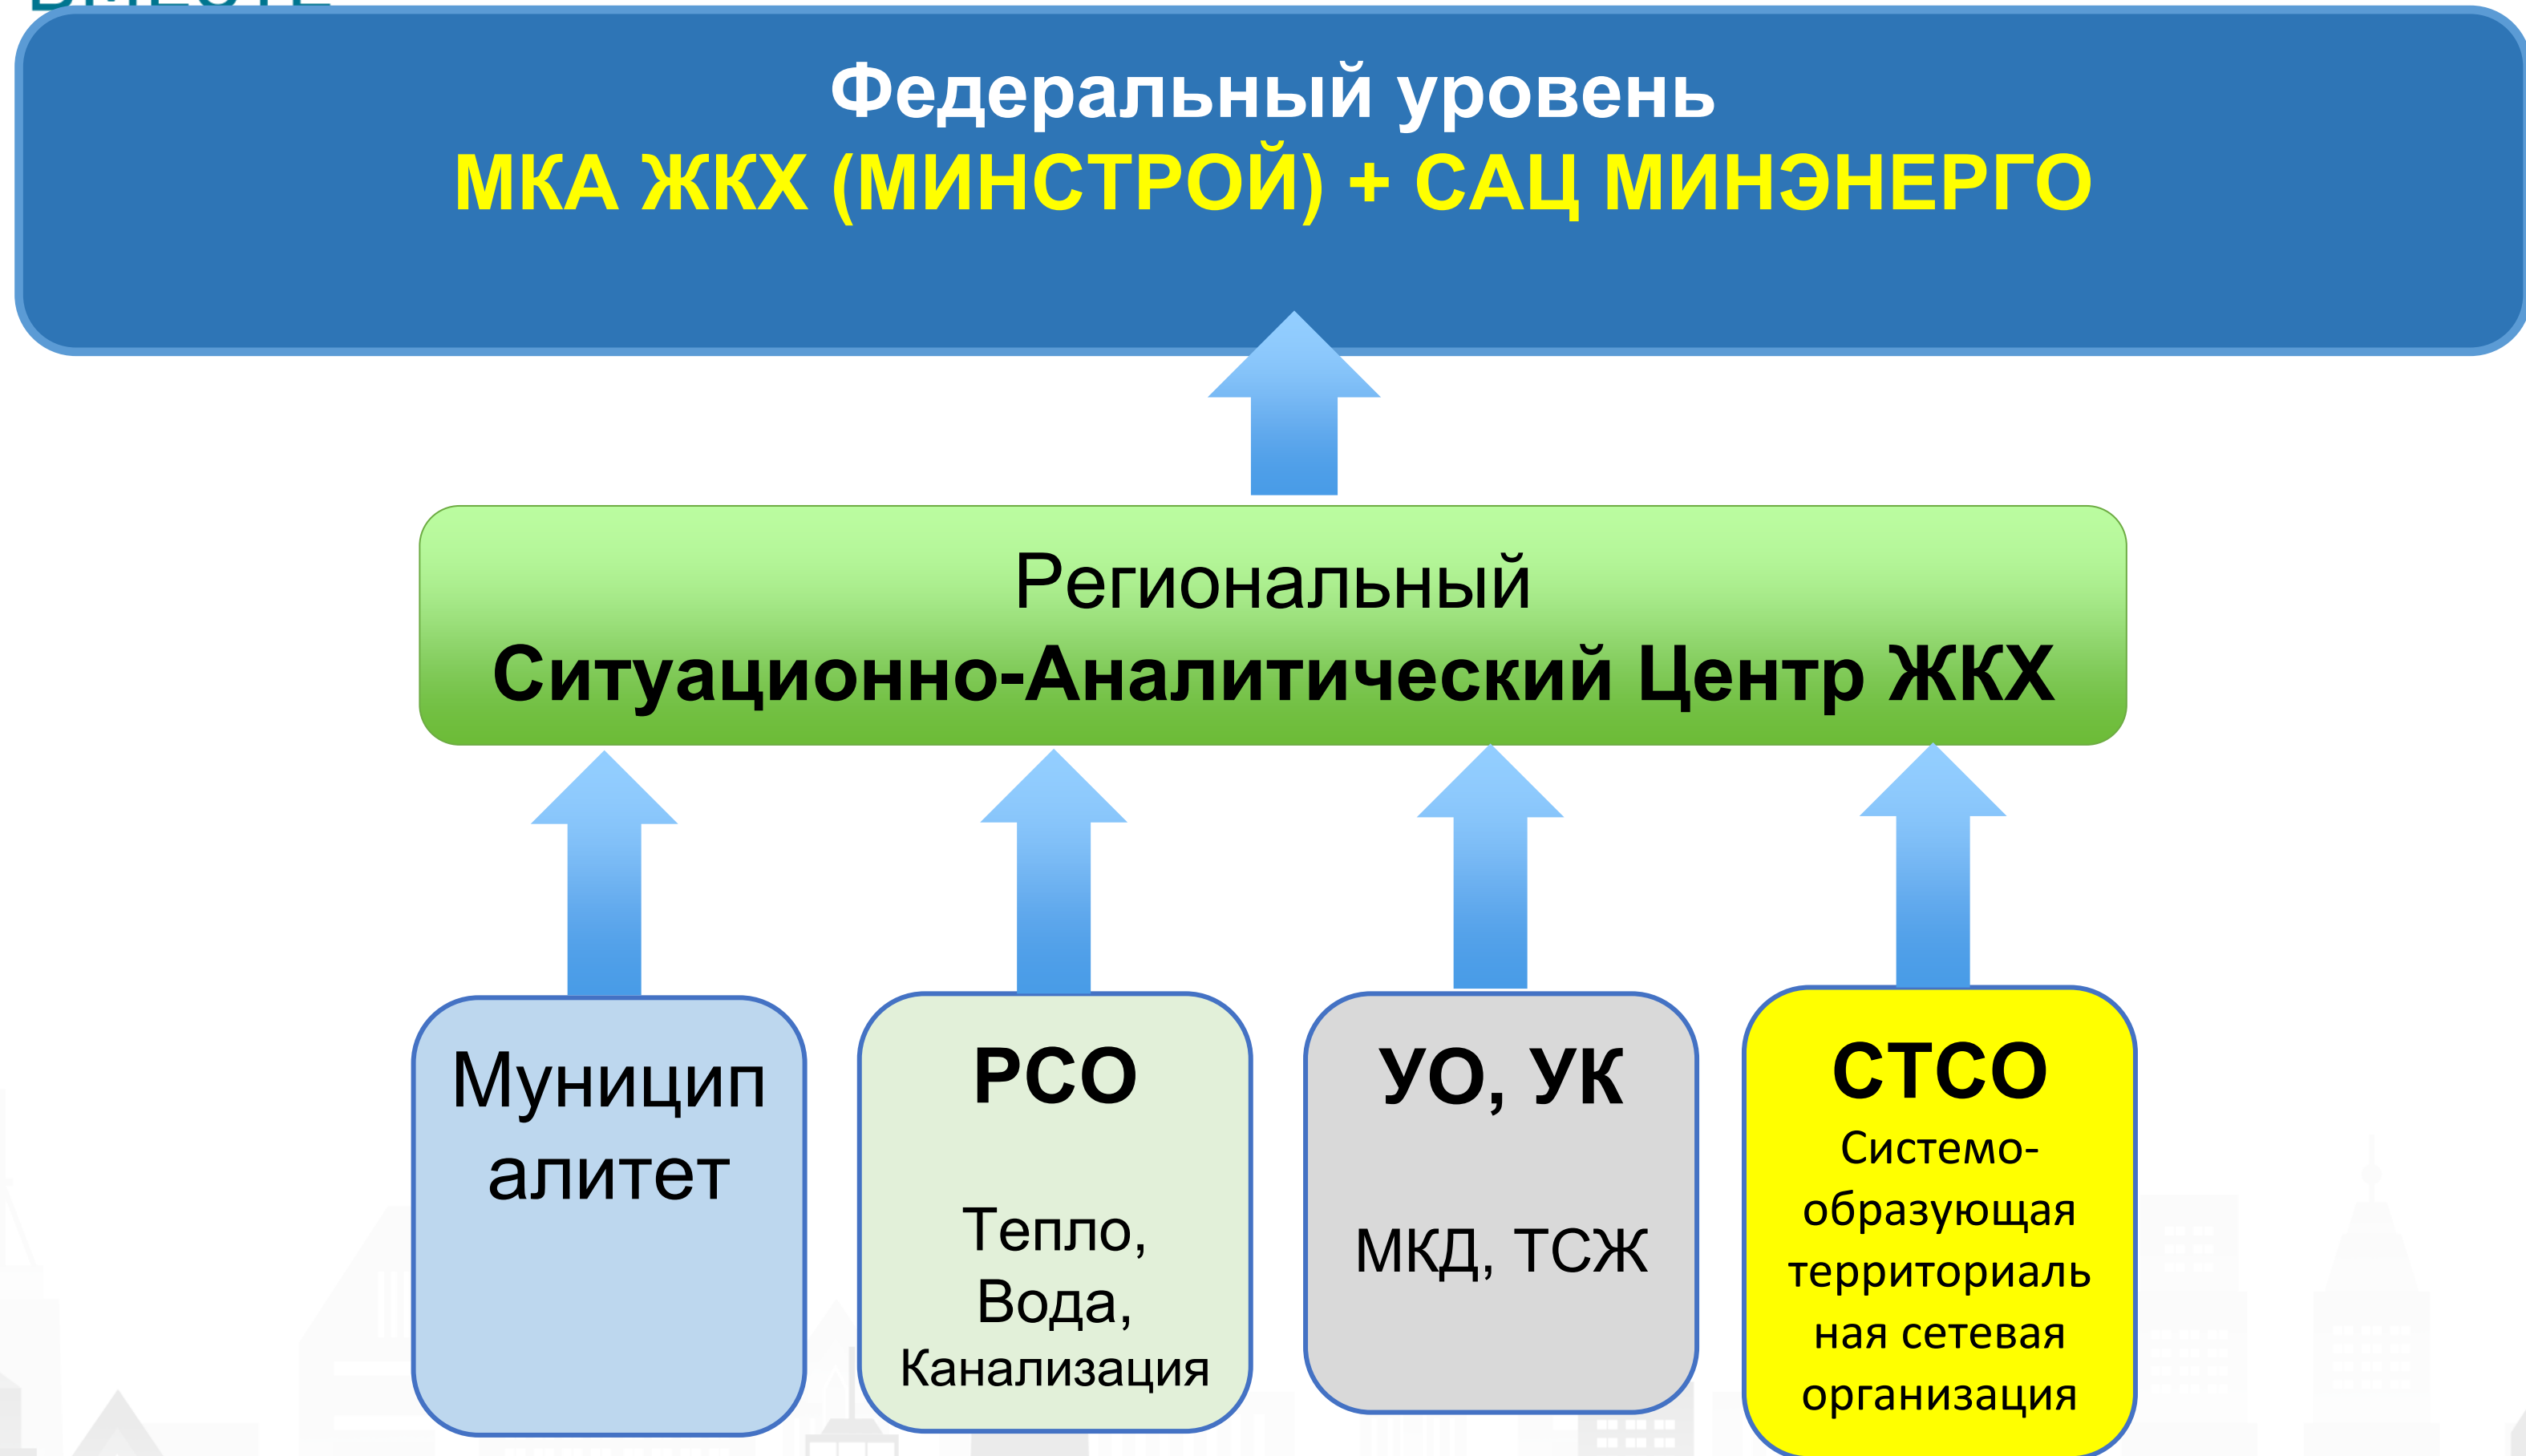 ВМЕСТЕ
Федеральный уровень
МКА ЖКХ (МИНСТРОЙ) + САЦ МИНЭНЕРГО
Региональный
Ситуационно-Аналитический Центр ЖКХ
Муницип
алитет
РСО
Тепло,
Вода,
Канализация
УО, УК
МКД, ТСЖ
СТСО
Системо-
образующая
территориаль
ная сетевая
организация